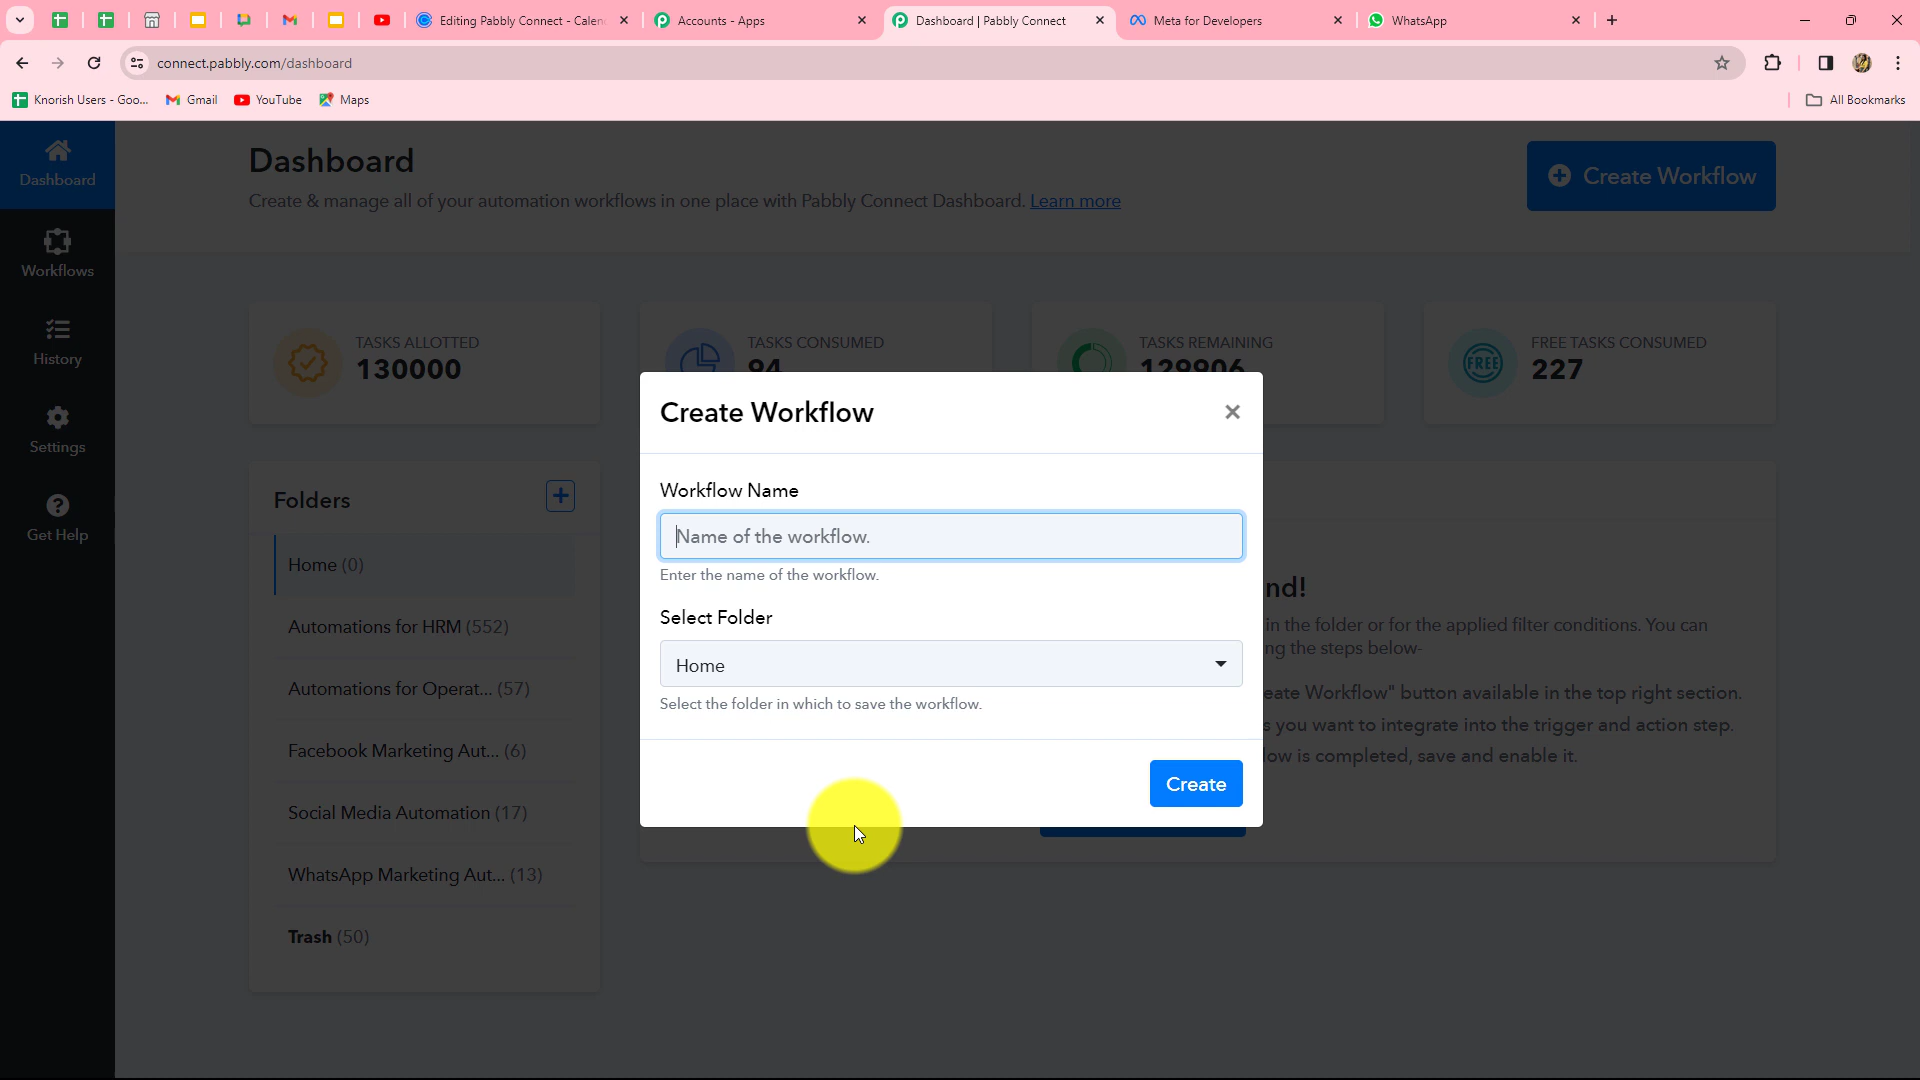 Editing Pabbly Connect - Calen
Accounts - Apps
Dashboard | Pabbly Connect
Meta for Developers
WhatsApp
connect.pabbly.com/dashboard
Knorish Users - Goo...
Gmail
YouTube
Maps
All Bookmarks
Dashboard
Workflows
History
Settings
Get Help
Dashboard
Create & manage all of your automation workflows in one place with Pabbly Connect Dashboard. Learn more
Create Workflow
TASKS ALLOTTED
130000
TASKS CONSUMED
94
TASKS REMAINING
129906
FREE
FREE TASKS CONSUMED
227
Folders
Home (0)
Automations for HRM (552)
Automations for Operat... (57)
Facebook Marketing Aut... (6)
Social Media Automation (17)
WhatsApp Marketing Aut... (13)
Trash (50)
Create Workflow
Workflow Name
Name of the workflow.
Enter the name of the workflow.
Select Folder
Home
Select the folder in which to save the workflow.
Create
nd!
in the folder or for the applied filter conditions. You can
ng the steps below-
eate Workflow" button available in the top right section.
s you want to integrate into the trigger and action step.
low is completed, save and enable it.